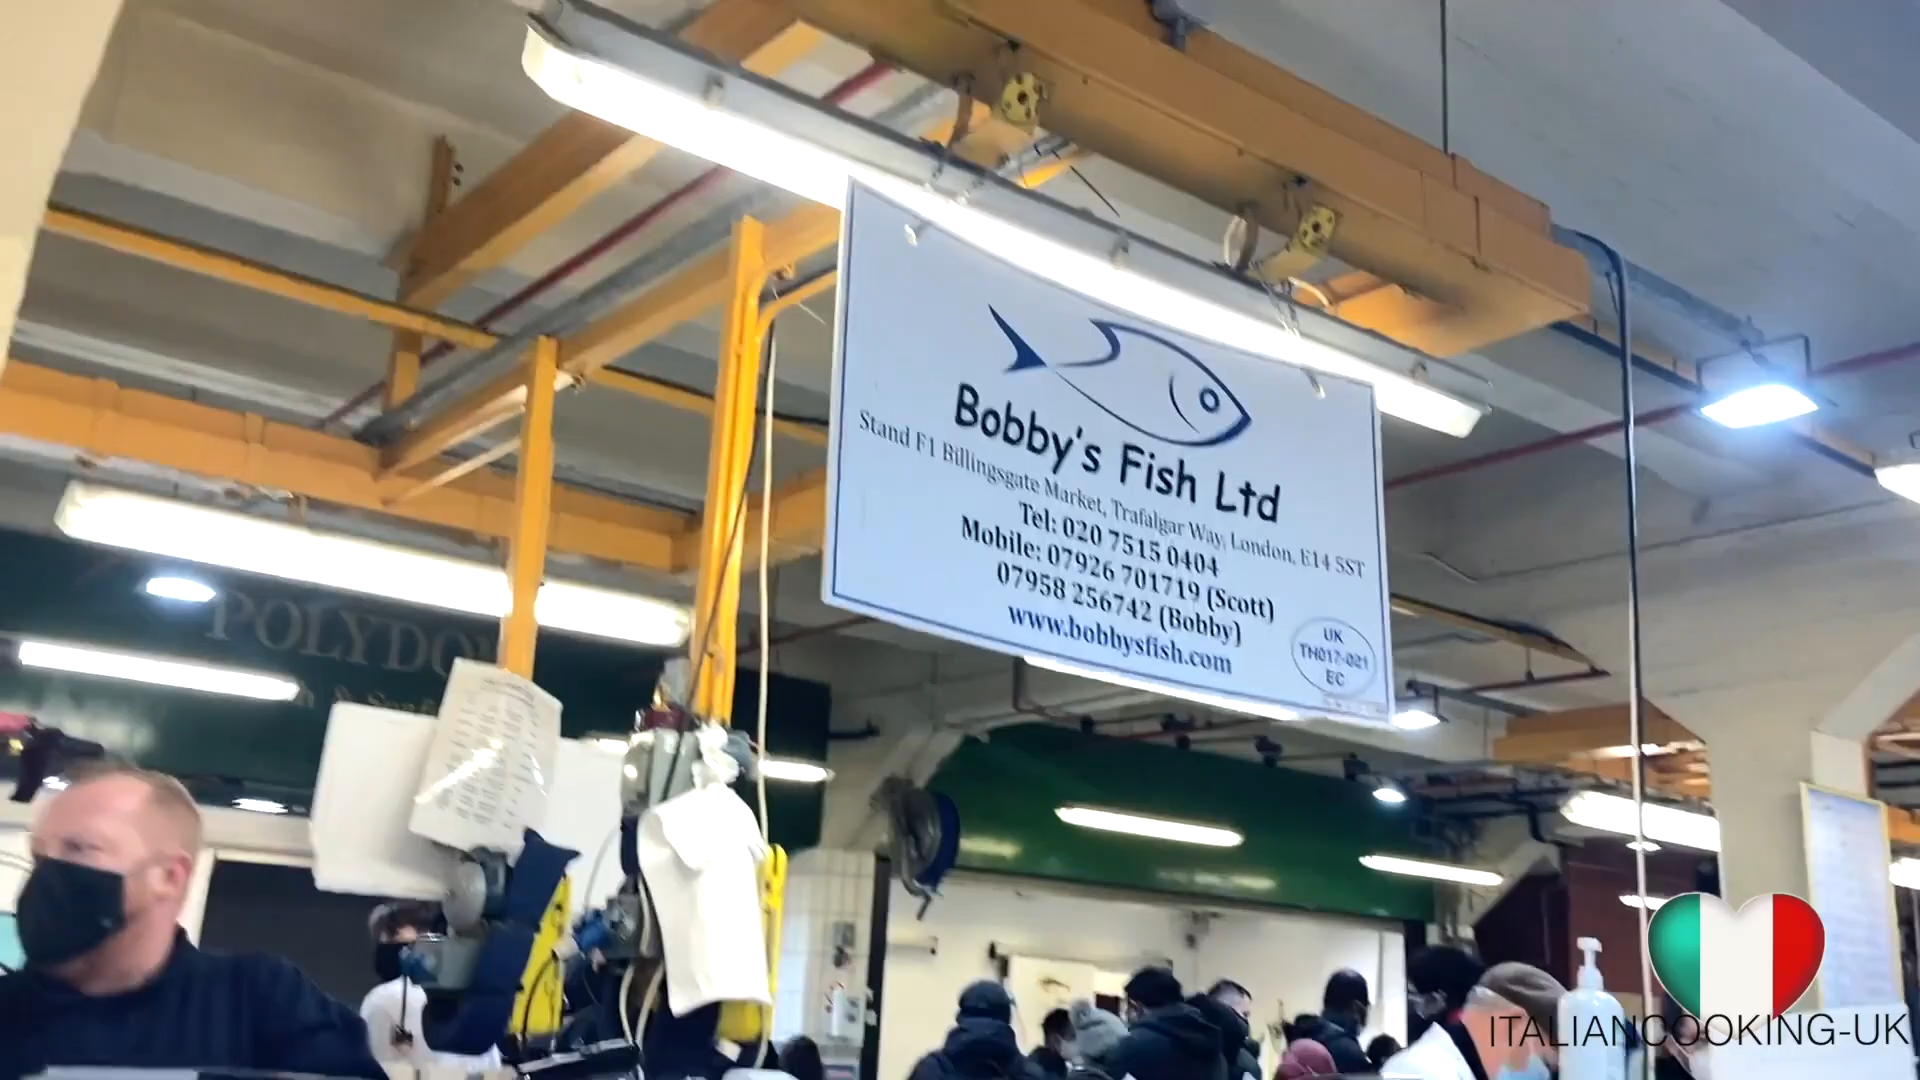 Bobby's Fish Ltd
Stand F1 Billingsgate Market, Trafalgar Way, London, E14 5ST
Tel: 020 7515 0404
Mobile: 07926 701719 (Scott)
07958 256742 (Bobby)
www.bobbysfish.com
UK
TH017-021
EC
POLYDO
ITALIANCOOKING-UK